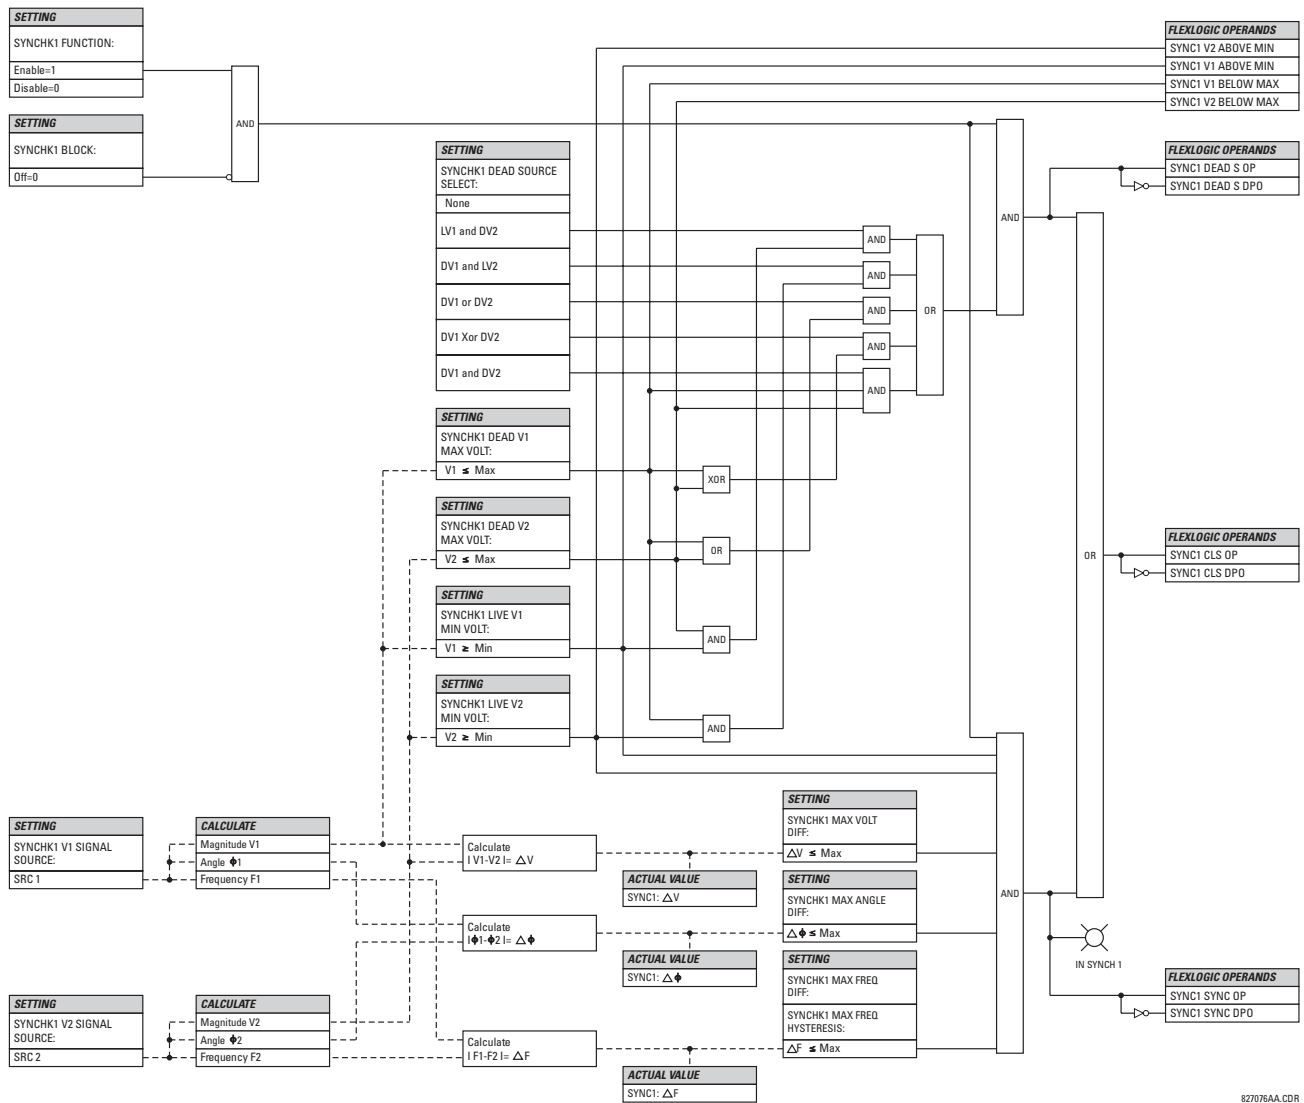 SETTING
SYNCHK1 FUNCTION:
Enable=1
Disable=0
SETTING
SYNCHK1 BLOCK:
Off=0
AND
SETTING
SYNCHK1 DEAD SOURCE
SELECT:
None
LV1 and DV2
DV1 and LV2
DV1 or DV2
DV1 Xor DV2
DV1 and DV2
SETTING
SYNCHK1 DEAD V1
MAX VOLT:
V1 ≤ Max
SETTING
SYNCHK1 DEAD V2
MAX VOLT:
V2 ≤ Max
SETTING
SYNCHK1 LIVE V1
MIN VOLT:
V1 ≥ Min
SETTING
SYNCHK1 LIVE V2
MIN VOLT:
V2 ≥ Min
XOR
OR
AND
AND
AND
AND
AND
AND
AND
OR
AND
FLEXLOGIC OPERANDS
SYNC1 V2 ABOVE MIN
SYNC1 V1 ABOVE MIN
SYNC1 V1 BELOW MAX
SYNC1 V2 BELOW MAX
FLEXLOGIC OPERANDS
SYNC1 DEAD S OP
SYNC1 DEAD S DPO
OR
FLEXLOGIC OPERANDS
SYNC1 CLS OP
SYNC1 CLS DPO
SETTING
SYNCHK1 V1 SIGNAL
SOURCE:
SRC 1
CALCULATE
Magnitude V1
Angle ϕ1
Frequency F1
SETTING
SYNCHK1 V2 SIGNAL
SOURCE:
SRC 2
CALCULATE
Magnitude V2
Angle ϕ2
Frequency F2
Calculate
I V1-V2 I= △V
Calculate
Iϕ1-ϕ2 I= △ϕ
Calculate
I F1-F2 I= △F
ACTUAL VALUE
SYNC1: △V
ACTUAL VALUE
SYNC1: △ϕ
ACTUAL VALUE
SYNC1: △F
SETTING
SYNCHK1 MAX VOLT
DIFF:
△V ≤ Max
SETTING
SYNCHK1 MAX ANGLE
DIFF:
△ϕ ≤ Max
SETTING
SYNCHK1 MAX FREQ
DIFF:
SYNCHK1 MAX FREQ
HYSTERESIS:
△F ≤ Max
AND
IN SYNCH 1
FLEXLOGIC OPERANDS
SYNC1 SYNC OP
SYNC1 SYNC DPO
827076AA.CDR